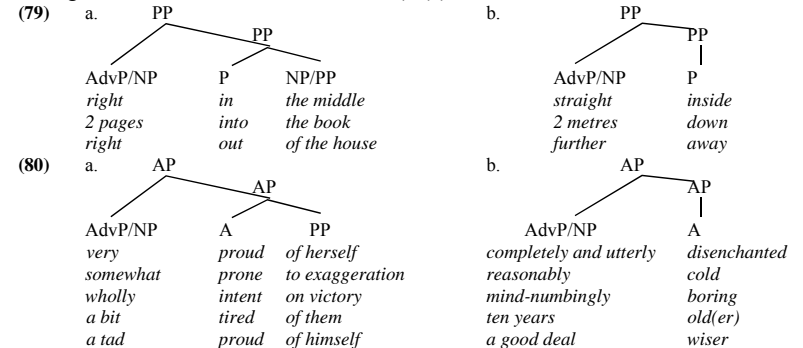 (79) a. PP b. PP
PP PP
AdvP/NP P NP/PP AdvP/NP P
right in the middle straight inside
2 pages into the book 2 metres down
right out of the house further away
(80) a. AP b. AP
AP AP
AdvP/NP A PP AdvP/NP A
very proud of herself completely and utterly disenchanted
somewhat prone to exaggeration reasonably cold
wholly intent on victory mind-numbingly boring
a bit tired of them ten years old(er)
a tad proud of himself a good deal wiser